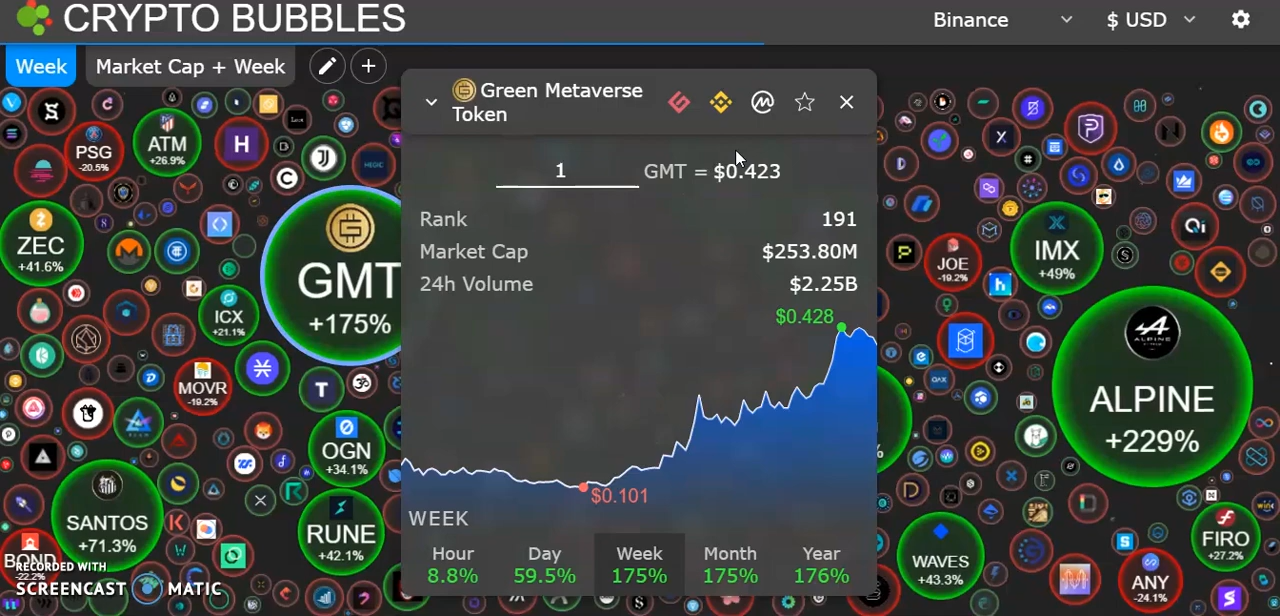 CRYPTO BUBBLES
Binance
$ USD
Week
Market Cap + Week
Green Metaverse
Token
1
GMT = $0.423
Rank 191
Market Cap $253.80M
24h Volume $2.25B
$0.428
$0.101
WEEK
Hour Day Week Month Year
8.8% 59.5% 175% 175% 176%
PSG
-20.5%
ATM
+26.9%
ZEC
+41.6%
GMT
+175%
ICX
+21.1%
MOVR
-19.2%
OGN
+34.1%
SANTOS
+71.3%
RUNE
+42.1%
BOND
-22.2%
JOE
-19.2%
IMX
+49%
ALPINE
ALPINE
+229%
WAVES
+43.3%
ANY
-24.1%
FIRO
+27.2%
RECORDED WITH
SCREENCAST MATIC